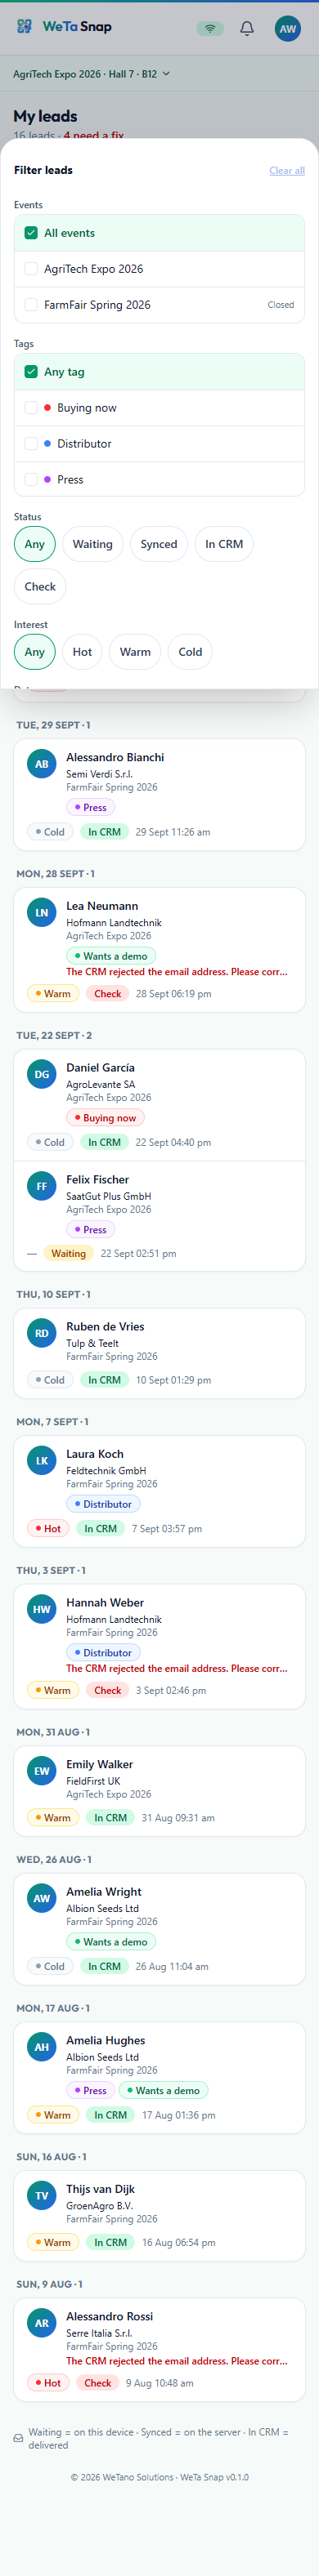 WeTa Snap
AW
AgriTech Expo 2026 · Hall 7 · B12
My leads
16 leads · 4 need a fix
Filter leads
Clear all
Events
All events
AgriTech Expo 2026
FarmFair Spring 2026
Closed
Tags
Any tag
Buying now
Distributor
Press
Status
Any
Waiting
Synced
In CRM
Check
Interest
Any
Hot
Warm
Cold
TUE, 29 SEPT · 1
AB
Alessandro Bianchi
Semi Verdi S.r.l.
FarmFair Spring 2026
Press
Cold
In CRM
29 Sept 11:26 am
MON, 28 SEPT · 1
LN
Lea Neumann
Hofmann Landtechnik
AgriTech Expo 2026
Wants a demo
The CRM rejected the email address. Please corr...
Warm
Check
28 Sept 06:19 pm
TUE, 22 SEPT · 2
DG
Daniel García
AgroLevante SA
AgriTech Expo 2026
Buying now
Cold
In CRM
22 Sept 04:40 pm
FF
Felix Fischer
SaatGut Plus GmbH
AgriTech Expo 2026
Press
—
Waiting
22 Sept 02:51 pm
THU, 10 SEPT · 1
RD
Ruben de Vries
Tulp & Teelt
FarmFair Spring 2026
Cold
In CRM
10 Sept 01:29 pm
MON, 7 SEPT · 1
LK
Laura Koch
Feldtechnik GmbH
FarmFair Spring 2026
Distributor
Hot
In CRM
7 Sept 03:57 pm
THU, 3 SEPT · 1
HW
Hannah Weber
Hofmann Landtechnik
FarmFair Spring 2026
Distributor
The CRM rejected the email address. Please corr...
Warm
Check
3 Sept 02:46 pm
MON, 31 AUG · 1
EW
Emily Walker
FieldFirst UK
AgriTech Expo 2026
Warm
In CRM
31 Aug 09:31 am
WED, 26 AUG · 1
AW
Amelia Wright
Albion Seeds Ltd
FarmFair Spring 2026
Wants a demo
Cold
In CRM
26 Aug 11:04 am
MON, 17 AUG · 1
AH
Amelia Hughes
Albion Seeds Ltd
FarmFair Spring 2026
Press
Wants a demo
Warm
In CRM
17 Aug 01:36 pm
SUN, 16 AUG · 1
TV
Thijs van Dijk
GroenAgro B.V.
FarmFair Spring 2026
Warm
In CRM
16 Aug 06:54 pm
SUN, 9 AUG · 1
AR
Alessandro Rossi
Serre Italia S.r.l.
FarmFair Spring 2026
The CRM rejected the email address. Please corr...
Hot
Check
9 Aug 10:48 am
Waiting = on this device · Synced = on the server · In CRM =
delivered
© 2026 WeTano Solutions · WeTa Snap v0.1.0